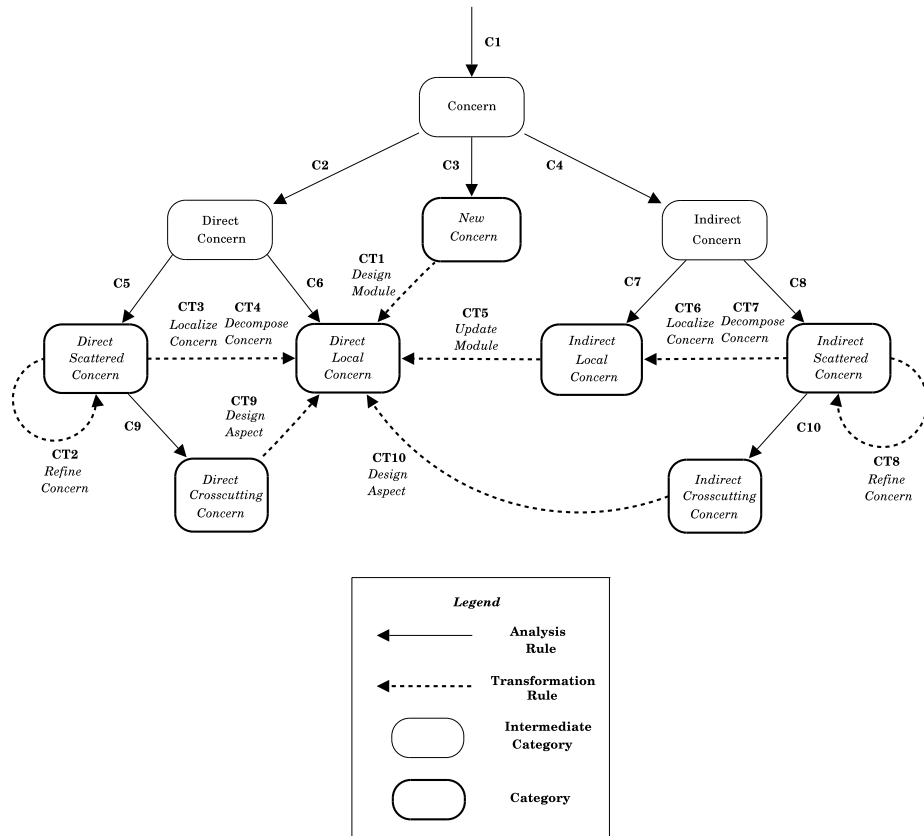 C1
Concern
C2
C3
C4
Direct
Concern
New
Concern
Indirect
Concern
C5
C6
CT1
Design
Module
C7
C8
CT3
Localize
Concern
CT4
Decompose
Concern
CT5
Update
Module
CT6
Localize
Concern
CT7
Decompose
Concern
Direct
Scattered
Concern
Direct
Local
Concern
Indirect
Local
Concern
Indirect
Scattered
Concern
C9
CT9
Design
Aspect
C10
CT2
Refine
Concern
CT10
Design
Aspect
CT8
Refine
Concern
Direct
Crosscutting
Concern
Indirect
Crosscutting
Concern
Legend
Analysis
Rule
Transformation
Rule
Intermediate
Category
Category